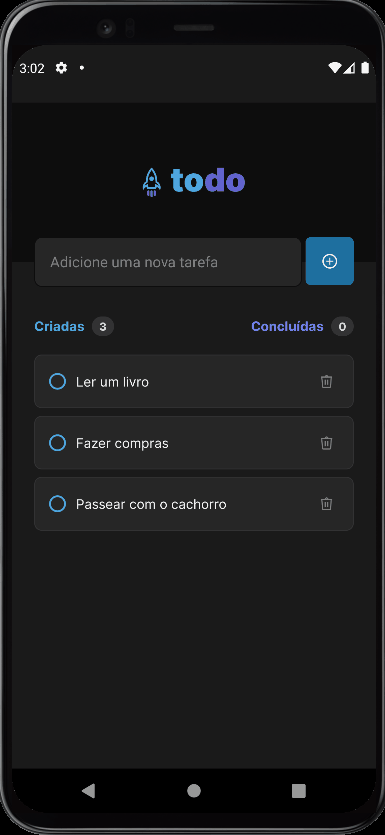 3:02
todo
Adicione uma nova tarefa
Criadas 3 Concluídas 0
Ler um livro
Fazer compras
Passear com o cachorro